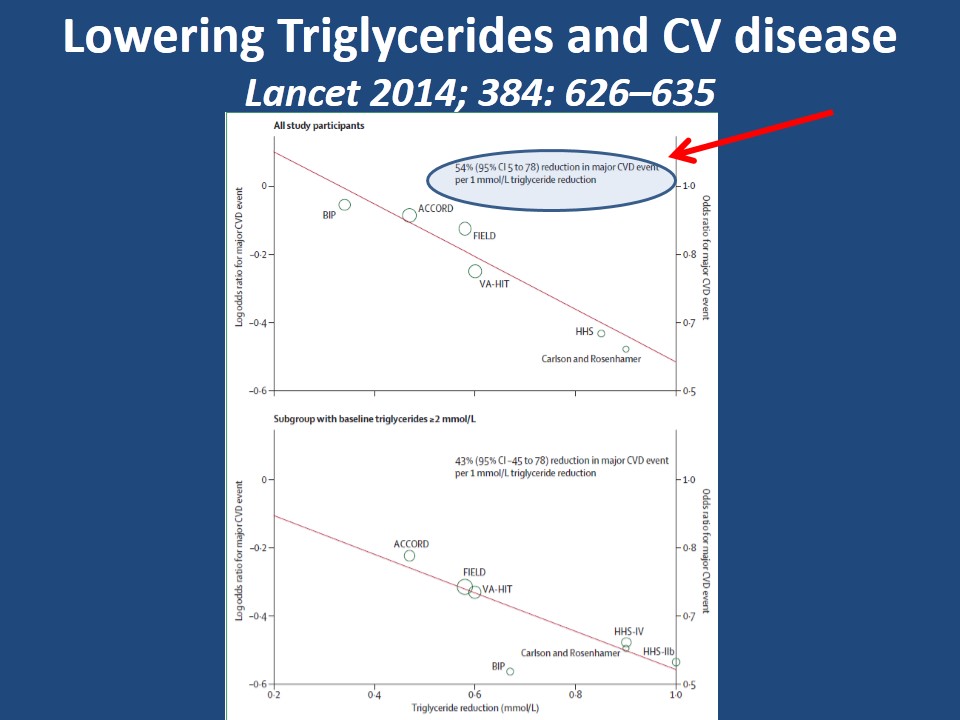 Lowering Triglycerides and CV disease
Lancet 2014; 384: 626–635
All study participants
54% (95% CI 5 to 78) reduction in major CVD event
per 1 mmol/L triglyceride reduction
Log odds ratio for major CVD event
Odds ratio for major CVD event
0
−0·2
−0·4
−0·6
1·0
0·8
0·7
0·5
BIP
ACCORD
FIELD
VA-HIT
HHS
Carlson and Rosenhamer
Subgroup with baseline triglycerides ≥2 mmol/L
43% (95% CI −45 to 78) reduction in major CVD event
per 1 mmol/L triglyceride reduction
Log odds ratio for major CVD event
Odds ratio for major CVD event
0
−0·2
−0·4
−0·6
1·0
0·8
0·7
0·5
ACCORD
FIELD
VA-HIT
HHS-IV
Carlson and Rosenhamer
HHS-IIb
BIP
0·2
0·4
0·6
0·8
1·0
Triglyceride reduction (mmol/L)